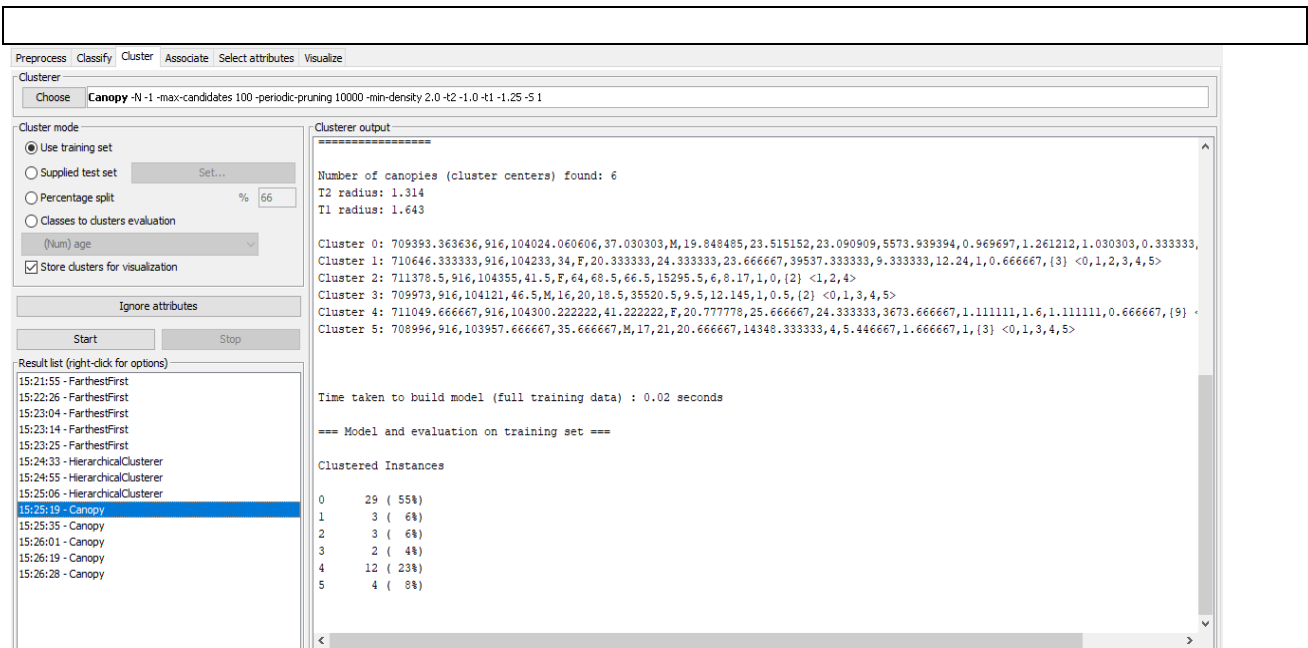 Preprocess Classify Cluster Associate Select attributes Visualize
Clusterer
Choose Canopy -N -1 -max-candidates 100 -periodic-pruning 10000 -min-density 2.0 -t2 -1.0 -t1 -1.25 -S 1
Cluster mode
Use training set
Supplied test set Set...
Percentage split % 66
Classes to clusters evaluation
(Num) age
Store clusters for visualization
Ignore attributes
Start Stop
Result list (right-click for options)
15:21:55 - FarthestFirst
15:22:26 - FarthestFirst
15:23:04 - FarthestFirst
15:23:14 - FarthestFirst
15:23:25 - FarthestFirst
15:24:33 - HierarchicalClusterer
15:24:55 - HierarchicalClusterer
15:25:06 - HierarchicalClusterer
15:25:19 - Canopy
15:25:35 - Canopy
15:26:01 - Canopy
15:26:19 - Canopy
15:26:28 - Canopy
Clusterer output
=================
Number of canopies (cluster centers) found: 6
T2 radius: 1.314
T1 radius: 1.643
Cluster 0: 709393.363636,916,104024.060606,37.030303,M,19.848485,23.515152,23.090909,5573.939394,0.969697,1.261212,1.030303,0.333333,
Cluster 1: 710646.333333,916,104233,34,F,20.333333,24.333333,23.666667,39537.333333,9.333333,12.24,1,0.666667,{3} <0,1,2,3,4,5>
Cluster 2: 711378.5,916,104355,41.5,F,64,68.5,66.5,15295.5,6,8.17,1,0,{2} <1,2,4>
Cluster 3: 709973,916,104121,46.5,M,16,20,18.5,35520.5,9.5,12.145,1,0.5,{2} <0,1,3,4,5>
Cluster 4: 711049.666667,916,104300.222222,41.222222,F,20.777778,25.666667,24.333333,3673.666667,1.111111,1.6,1.111111,0.666667,{9} <
Cluster 5: 708996,916,103957.666667,35.666667,M,17,21,20.666667,14348.333333,4,5.446667,1.666667,1,{3} <0,1,3,4,5>
Time taken to build model (full training data) : 0.02 seconds
=== Model and evaluation on training set ===
Clustered Instances
0 29 ( 55%)
1 3 ( 6%)
2 3 ( 6%)
3 2 ( 4%)
4 12 ( 23%)
5 4 ( 8%)